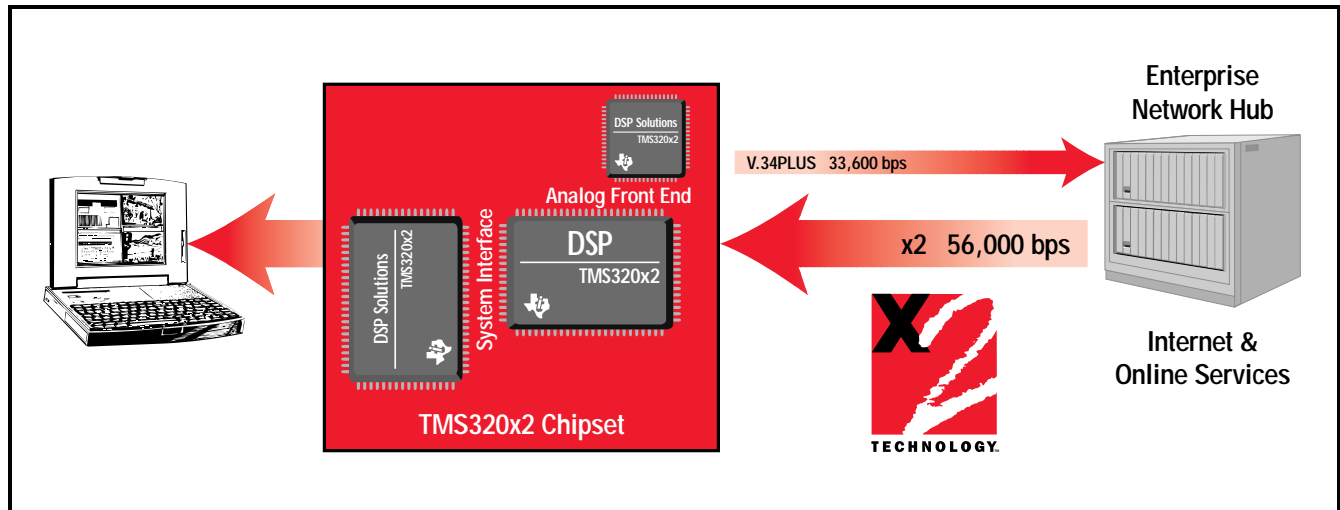 DSP Solutions
TMS320x2
Analog Front End
DSP Solutions
TMS320x2
System Interface
DSP
TMS320x2
TMS320x2 Chipset
V.34PLUS 33,600 bps
x2 56,000 bps
X2
TECHNOLOGY™
Enterprise
Network Hub
Internet &
Online Services